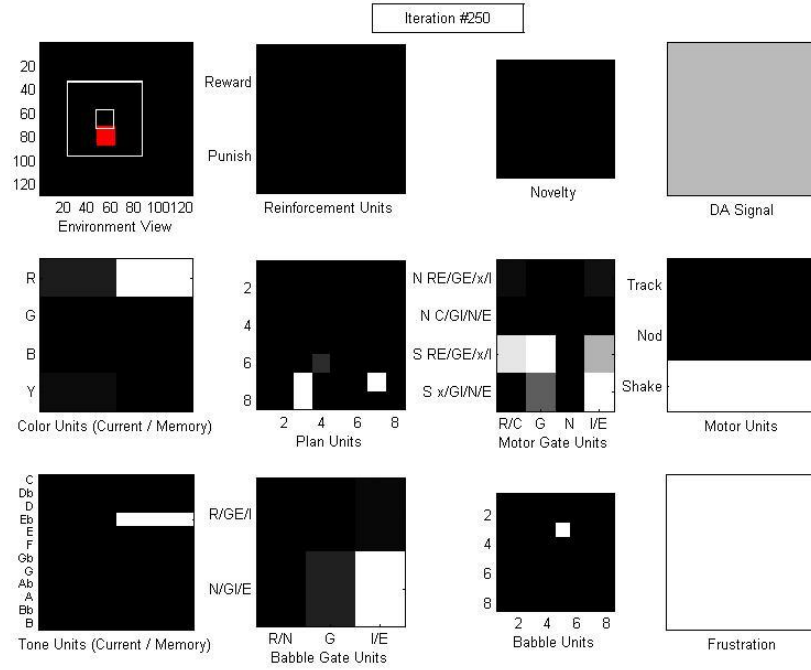 Iteration #250
20
40
60
80
100
120
20 40 60 80 100120
Environment View
Reward
Punish
Reinforcement Units
Novelty
DA Signal
R
G
B
Y
Color Units (Current / Memory)
2
4
6
8
2 4 6 8
Plan Units
N RE/GE/x/I
N C/GI/N/E
S RE/GE/x/I
S x/GI/N/E
R/C G N I/E
Motor Gate Units
Track
Nod
Shake
Motor Units
C
Db
D
Eb
E
F
Gb
G
Ab
A
Bb
B
Tone Units (Current / Memory)
R/GE/I
N/GI/E
R/N G I/E
Babble Gate Units
2
4
6
8
2 4 6 8
Babble Units
Frustration